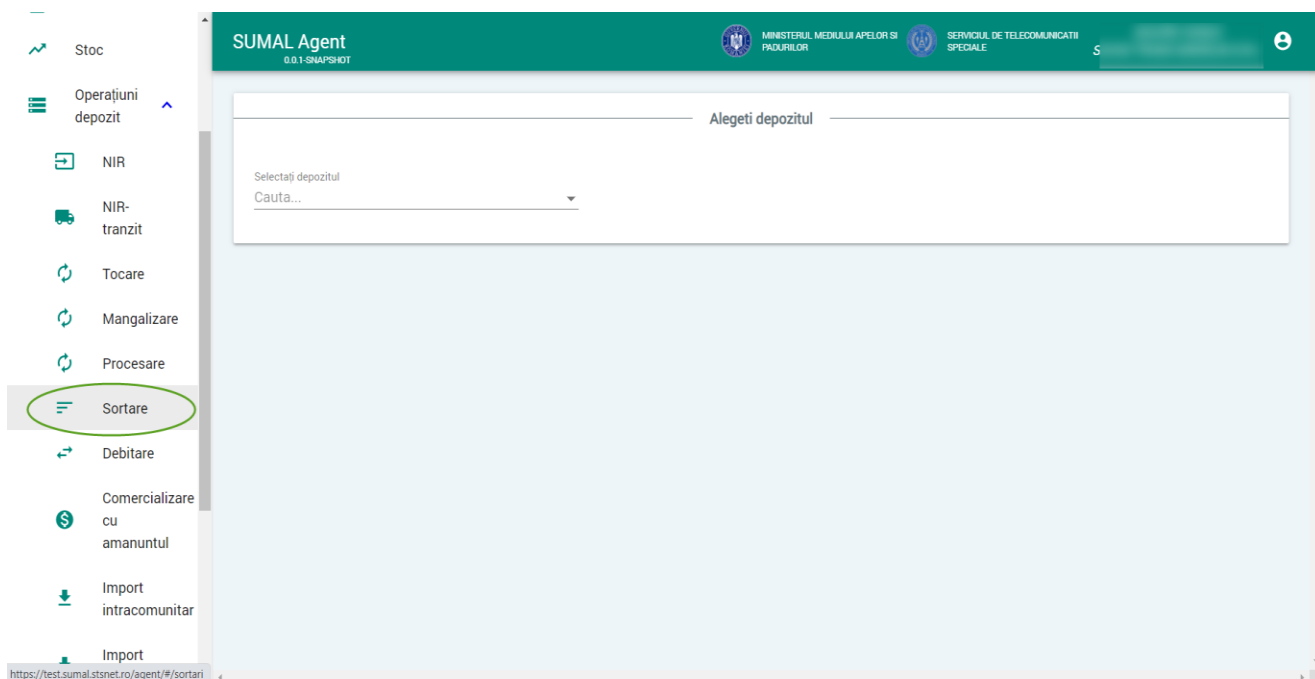 Stoc
Operațiuni
depozit
NIR
NIR-
tranzit
Tocare
Mangalizare
Procesare
Sortare
Debitare
Comercializare
cu
amanuntul
Import
intracomunitar
Import
https://test.sumal.stsnet.ro/agent/#/sortari
SUMAL Agent
0.0.1-SNAPSHOT
MINISTERUL MEDIULUI APELOR SI
PADURILOR
SERVICIUL DE TELECOMUNICATII
SPECIALE
Alegeti depozitul
Selectați depozitul
Cauta...